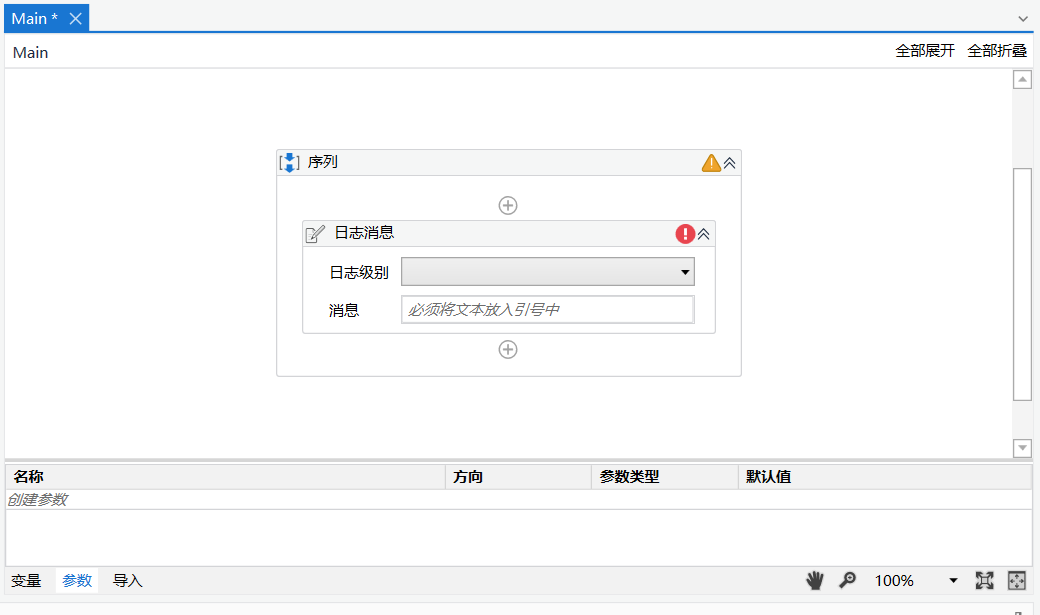 Main *
Main
全部展开 全部折叠
序列
日志消息
日志级别
消息 必须将文本放入引号中
名称 方向 参数类型 默认值
创建参数
变量 参数 导入 100%